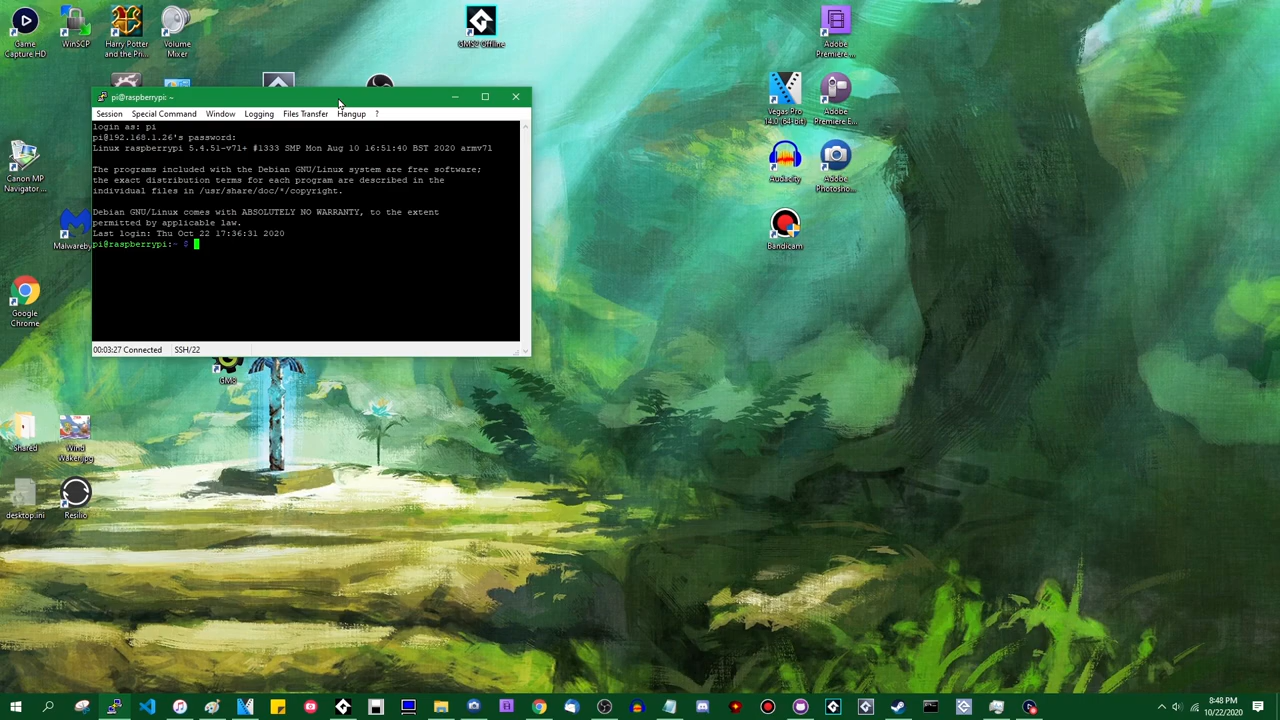 Game
Capture HD
WinSCP
Harry Potter
and the Pri...
Volume
Mixer
GMS2 Offline
Adobe
Premiere ...
pi@raspberrypi: ~
Session Special Command Window Logging Files Transfer Hangup ?
login as: pi
pi@192.168.1.26's password:
Linux raspberrypi 5.4.51-v7l+ #1333 SMP Mon Aug 10 16:51:40 BST 2020 armv7l
The programs included with the Debian GNU/Linux system are free software;
the exact distribution terms for each program are described in the
individual files in /usr/share/doc/*/copyright.
Debian GNU/Linux comes with ABSOLUTELY NO WARRANTY, to the extent
permitted by applicable law.
Last login: Thu Oct 22 17:36:31 2020
pi@raspberrypi:~ $
00:03:27 Connected SSH/22
Vegas Pro
14.0 (64-bit)
Adobe
Premiere E...
Canon MP
Navigator ...
Audacity
Adobe
Photosho...
Malwareby
Bandicam
Google
Chrome
GM8
Shared
Wind
Waker.jpg
desktop.ini
Resilio
8:48 PM
10/22/2020